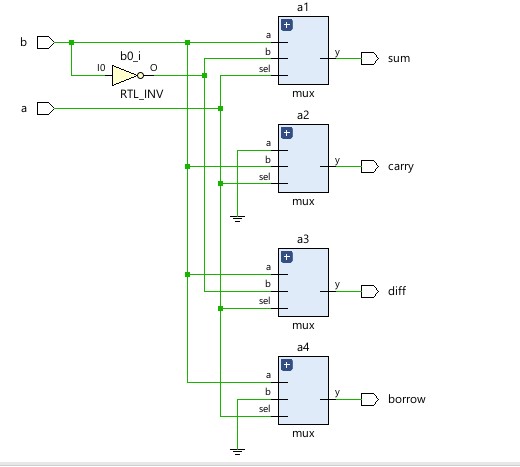 a1
b
a
b0_i
b
y
sum
I0
O
sel
RTL_INV
mux
a
a2
a
b
y
carry
sel
mux
a3
a
b
y
diff
sel
mux
a4
a
b
y
borrow
sel
mux